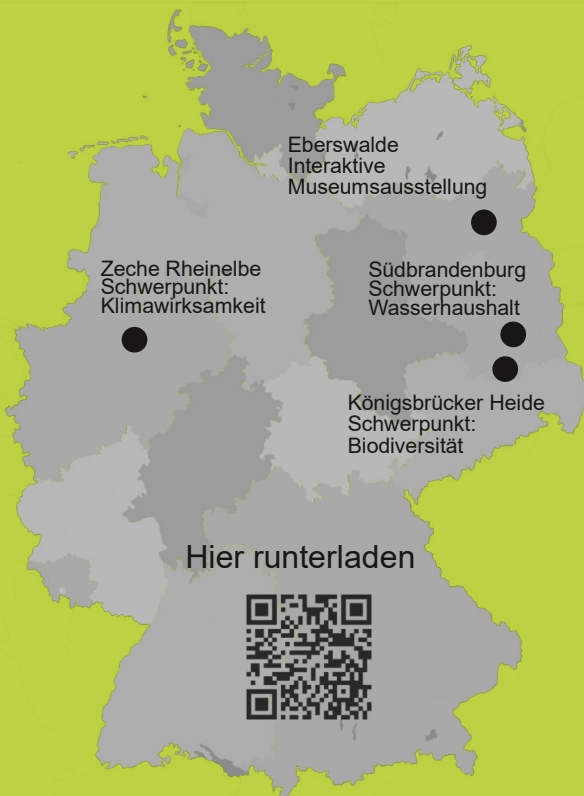 Eberswalde
Interaktive
Museumsausstellung
Zeche Rheinelbe
Schwerpunkt:
Klimawirksamkeit
Südbrandenburg
Schwerpunkt:
Wasserhaushalt
Königsbrücker Heide
Schwerpunkt:
Biodiversität
Hier runterladen